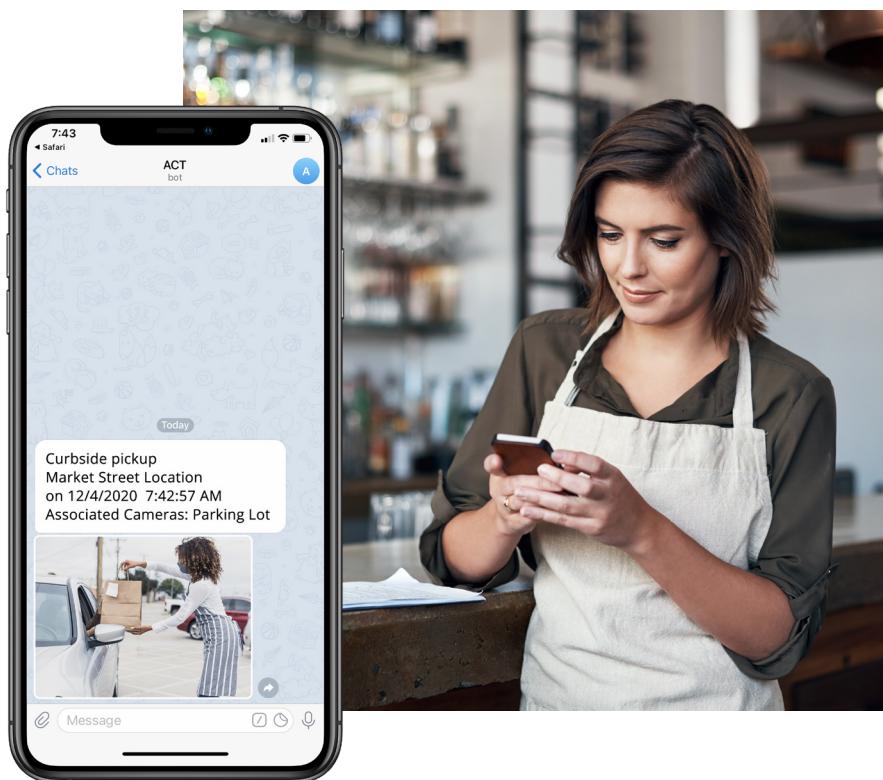 7:43
Safari
Chats
ACT
bot
A
Today
Curbside pickup
Market Street Location
on 12/4/2020 7:42:57 AM
Associated Cameras: Parking Lot
Message